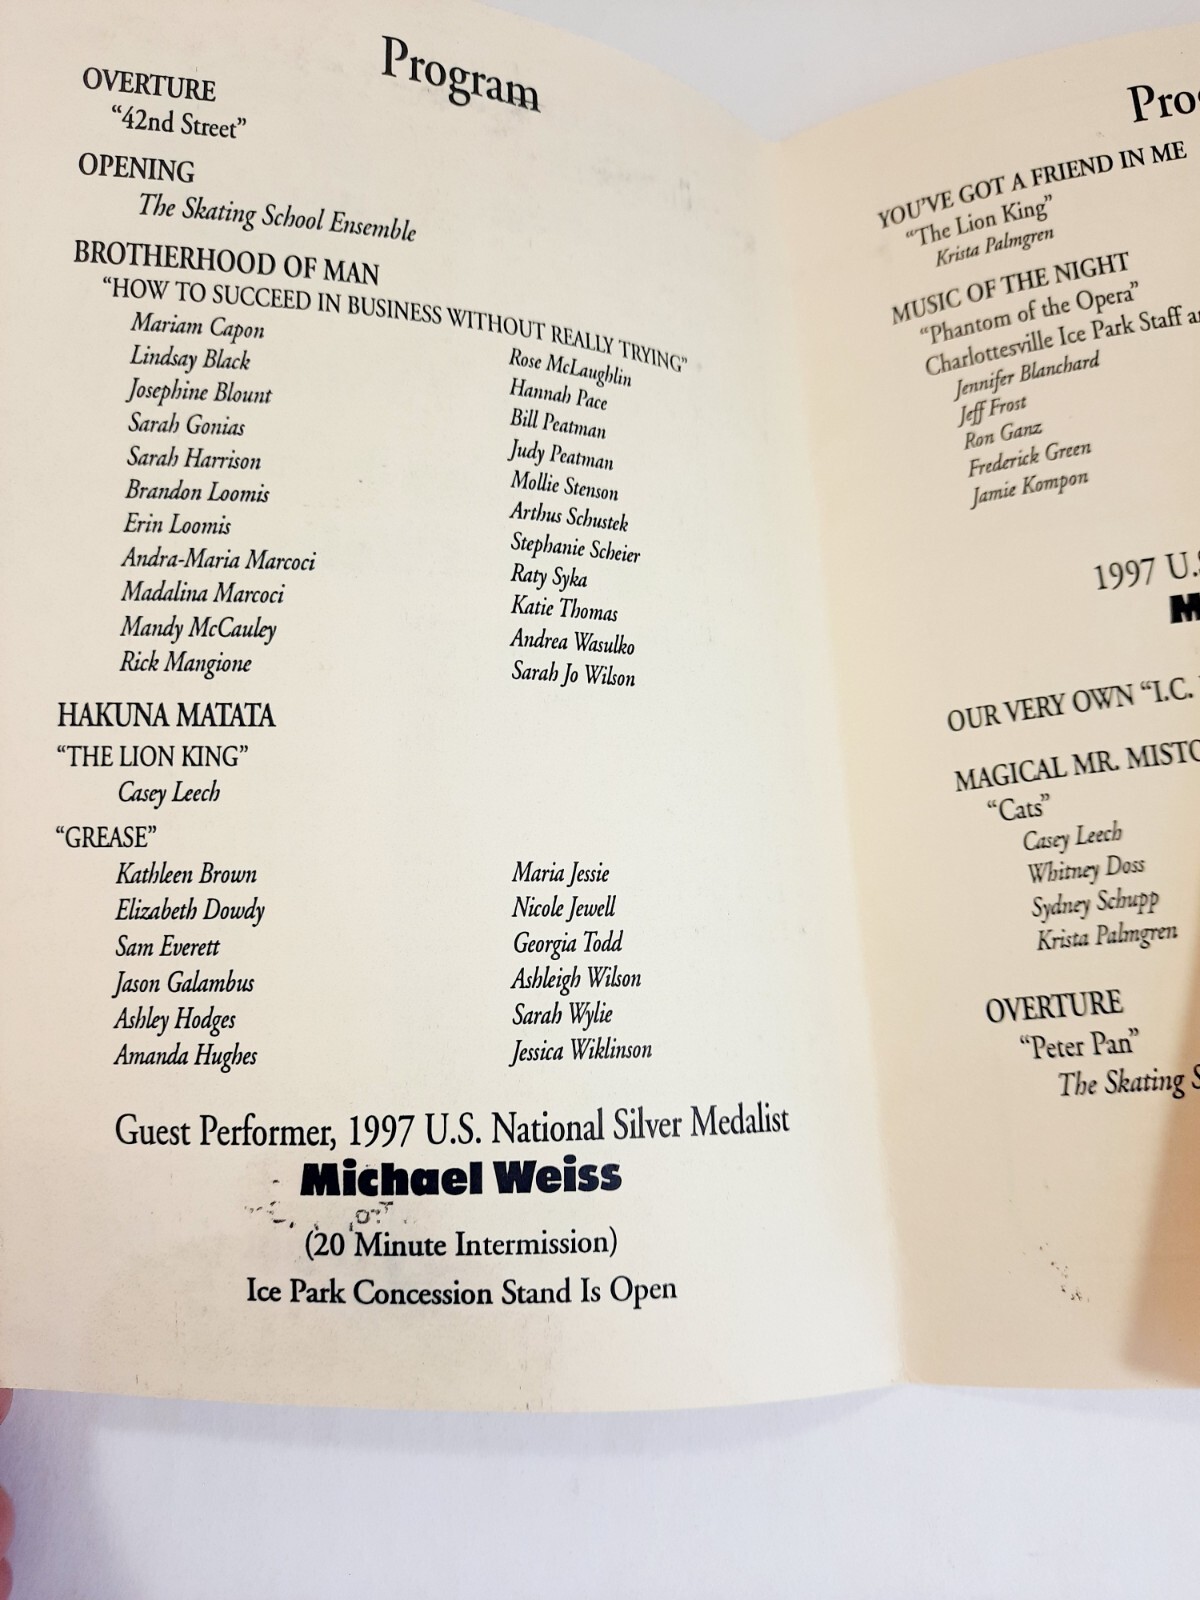 Program
OVERTURE
"42nd Street"
OPENING
The Skating School Ensemble
BROTHERHOOD OF MAN
"HOW TO SUCCEED IN BUSINESS WITHOUT REALLY TRYING"
Mariam Capon
Lindsay Black
Josephine Blount
Sarah Gonias
Sarah Harrison
Brandon Loomis
Erin Loomis
Andra-Maria Marcoci
Madalina Marcoci
Mandy McCauley
Rick Mangione
Rose McLaughlin
Hannah Pace
Bill Peatman
Judy Peatman
Mollie Stenson
Arthus Schustek
Stephanie Scheier
Raty Syka
Katie Thomas
Andrea Wasulko
Sarah Jo Wilson
HAKUNA MATATA
"THE LION KING"
Casey Leech
"GREASE"
Kathleen Brown
Elizabeth Dowdy
Sam Everett
Jason Galambus
Ashley Hodges
Amanda Hughes
Maria Jessie
Nicole Jewell
Georgia Todd
Ashleigh Wilson
Sarah Wylie
Jessica Wiklinson
Guest Performer, 1997 U.S. National Silver Medalist
Michael Weiss
(20 Minute Intermission)
Ice Park Concession Stand Is Open
YOU'VE GOT A FRIEND IN ME
"The Lion King"
Krista Palmgren
MUSIC OF THE NIGHT
"Phantom of the Opera"
Charlottesville Ice Park Staff
Jennifer Blanchard
Jeff Frost
Ron Ganz
Frederick Green
Jamie Kompon
1997
OUR VERY OWN "I.C.
MAGICAL MR.
"Cats"
Casey Leech
Whitney Doss
Sydney Schupp
Krista Palmgren
OVERTURE
"Peter Pan"
The Skating